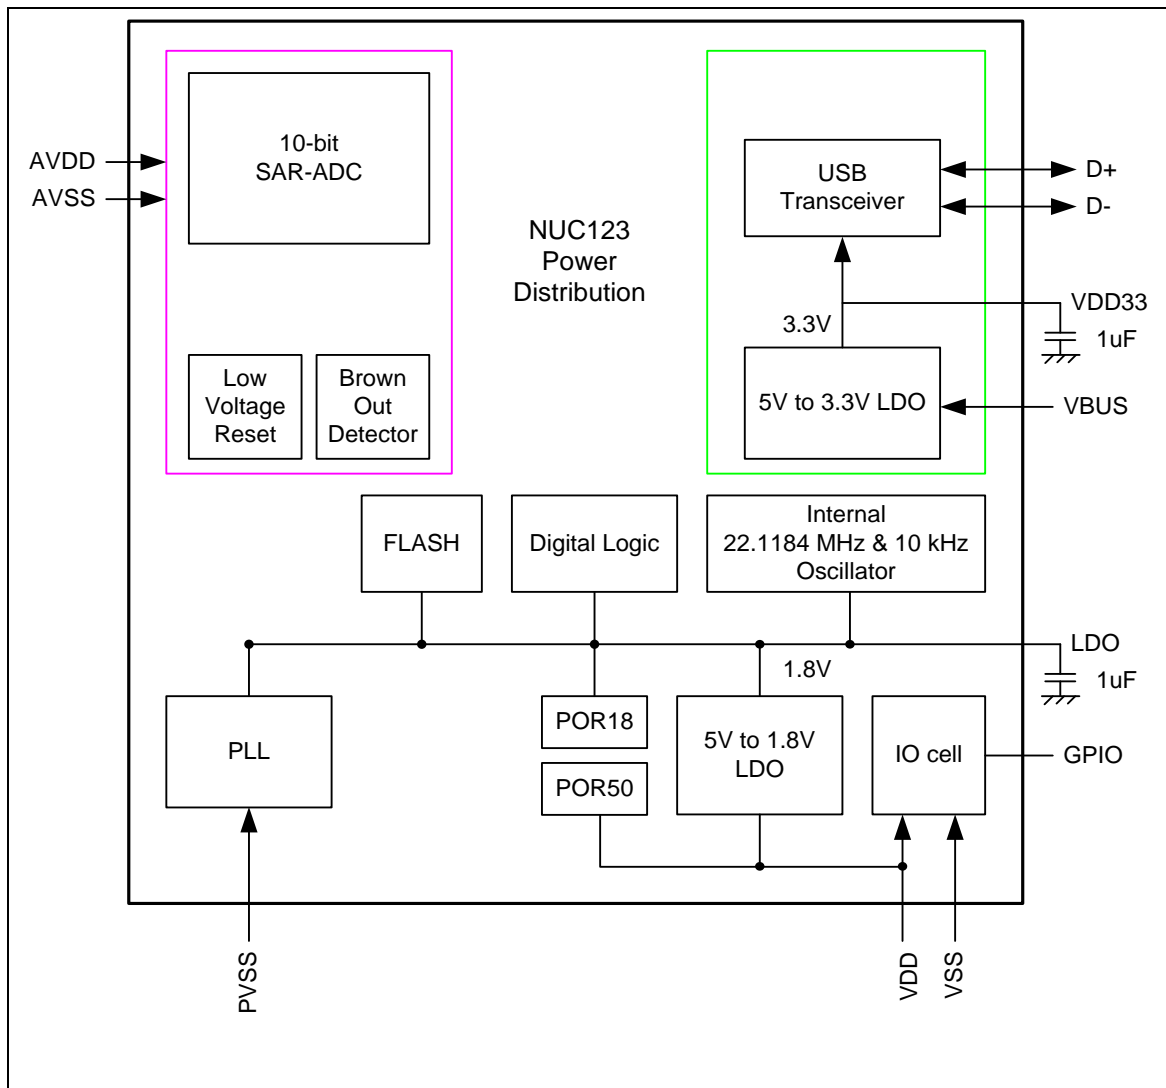 AVDD
AVSS
10-bit
SAR-ADC
Low
Voltage
Reset
Brown
Out
Detector
NUC123
Power
Distribution
USB
Transceiver
D+
D-
3.3V
VDD33
1uF
5V to 3.3V LDO
VBUS
FLASH
Digital Logic
Internal
22.1184 MHz & 10 kHz
Oscillator
LDO
1uF
1.8V
PLL
POR18
POR50
5V to 1.8V
LDO
IO cell
GPIO
PVSS
VDD
VSS